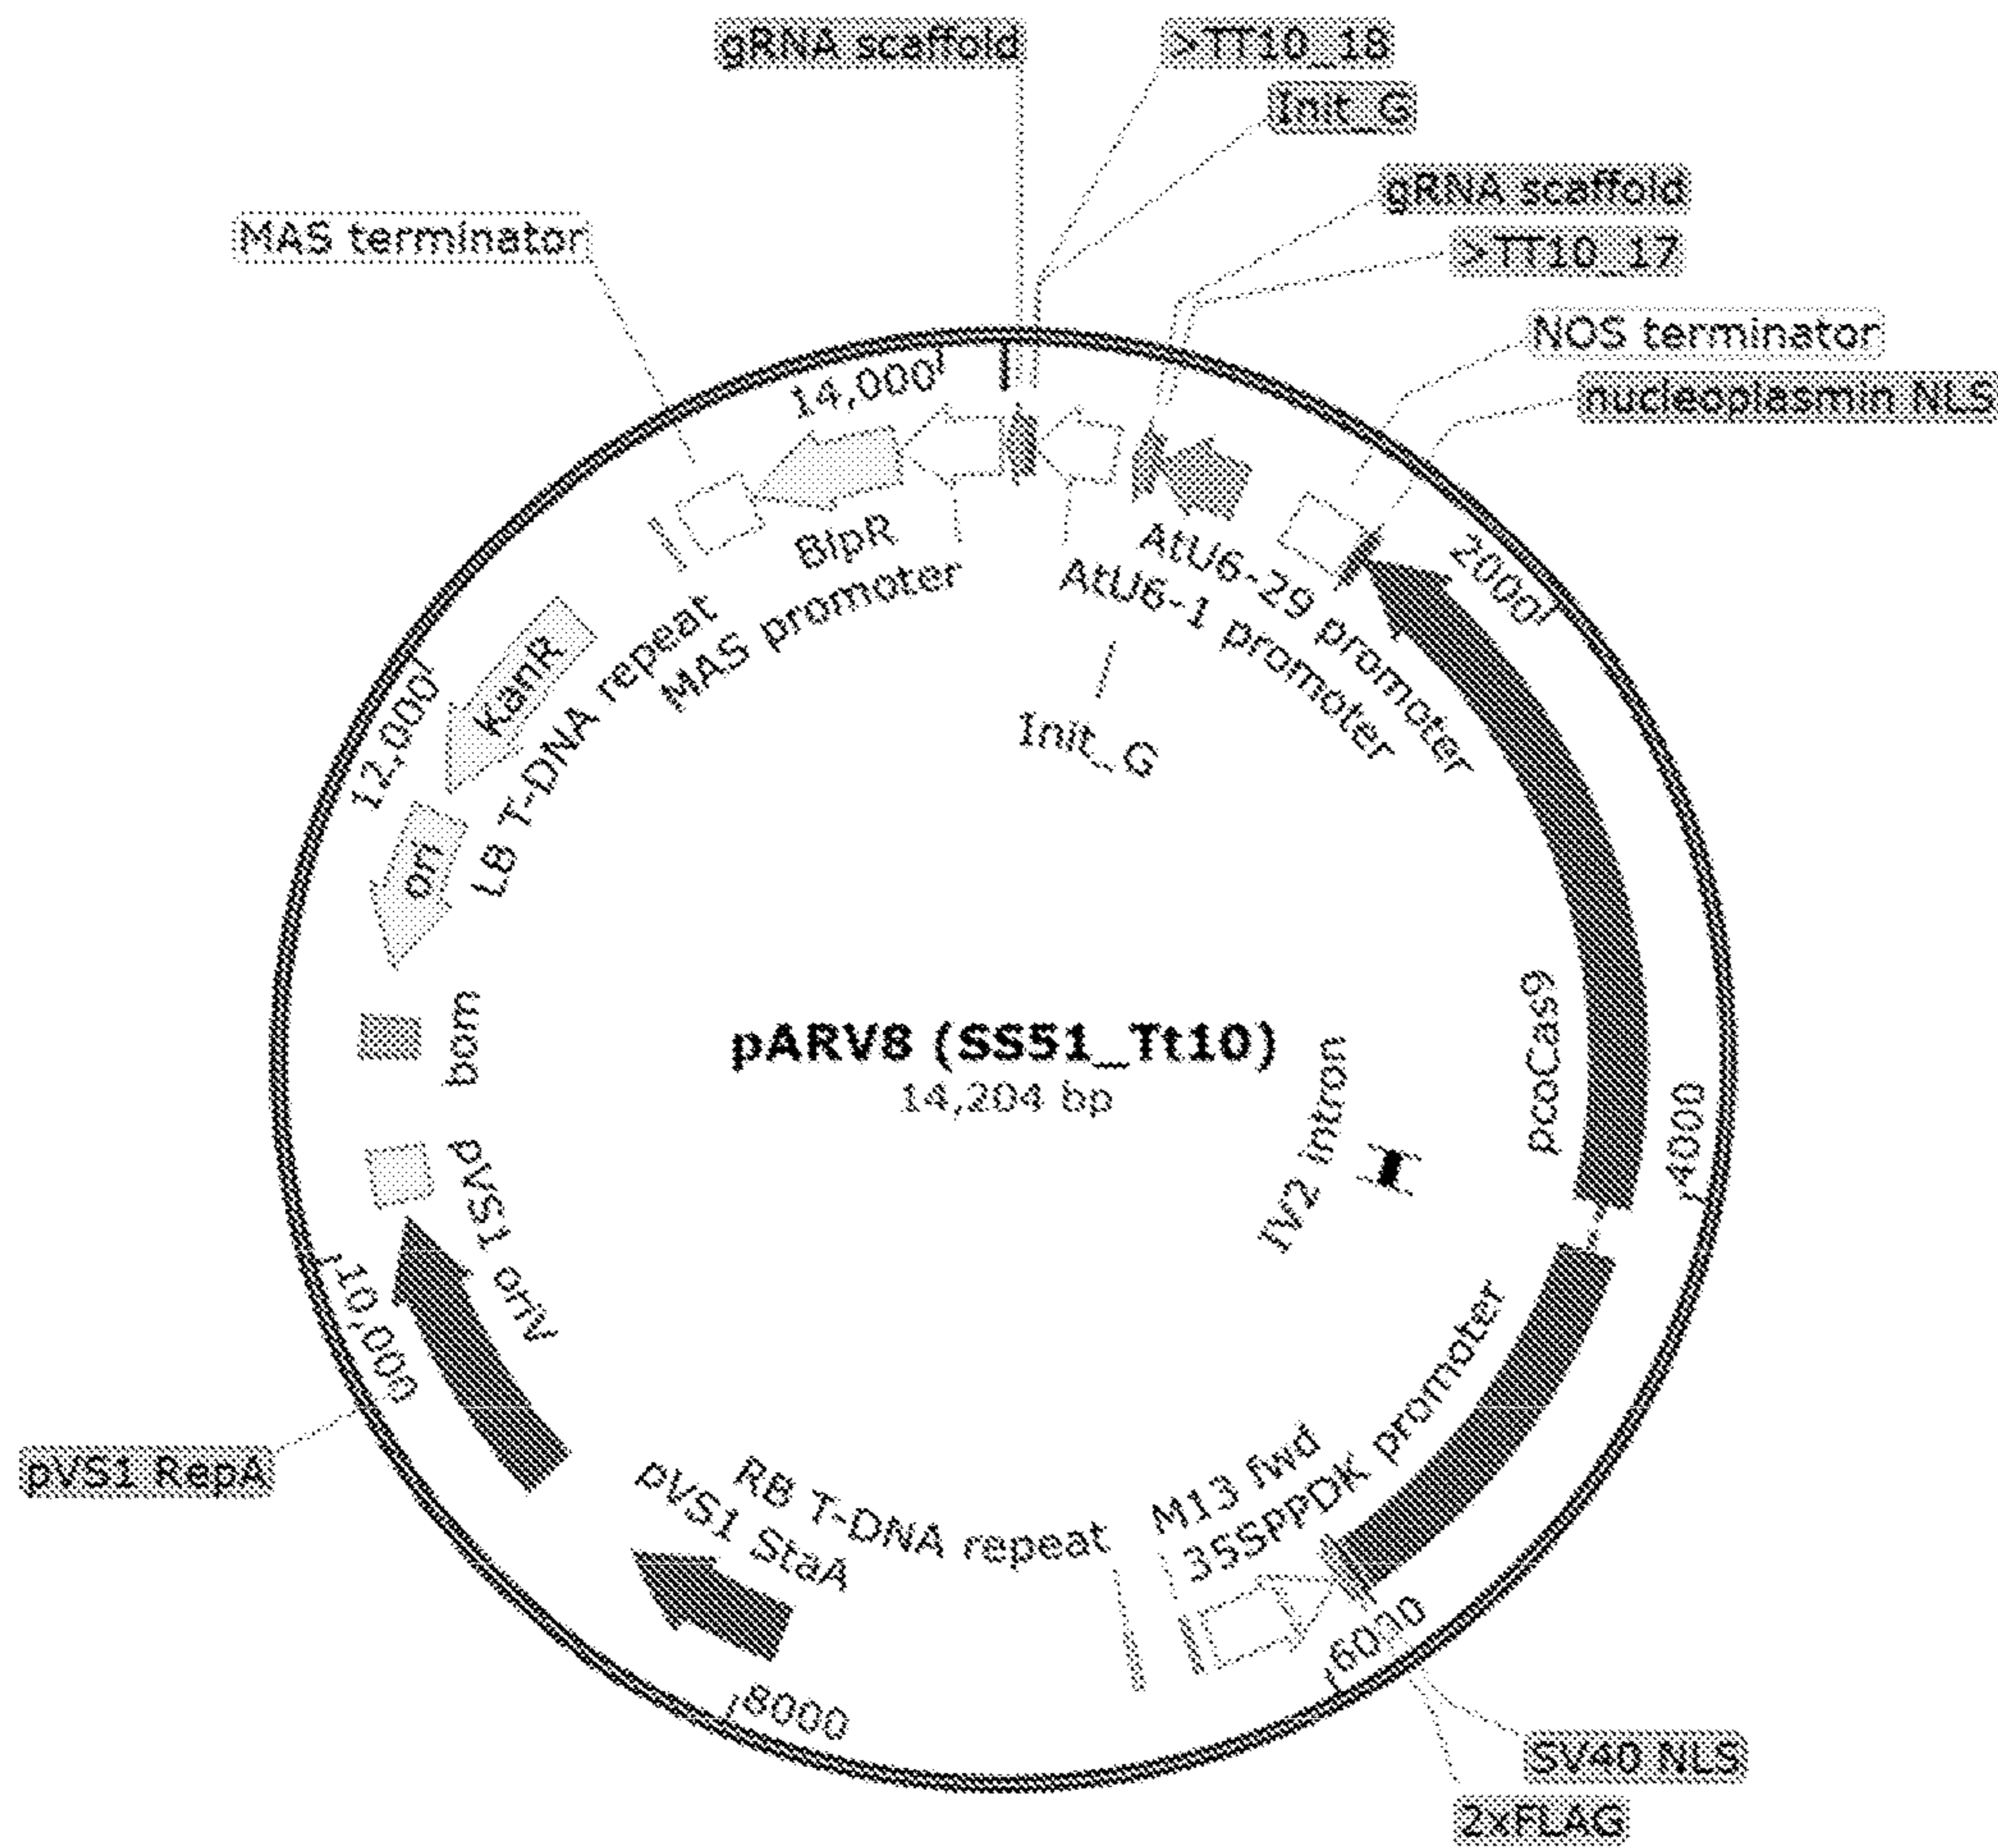 gRNA scaffold
>TT10_18
Init_G
gRNA scaffold
>TT10_17
MAS terminator
NOS terminator
nucleoplasmin NLS
14,000
2000
BlpR
MAS promoter
AtU6-29 promoter
AtU6-1 promoter
Init_G
LB T-DNA repeat
KanR
12,000
ori
bom
pARV8 (SS51_Tt10)
14,204 bp
pcoCas9
IV2 intron
4000
pVS1 oriV
10,000
pVS1 RepA
M13 fwd
35SPPDK promoter
RB T-DNA repeat
pVS1 StaA
8000
6000
SV40 NLS
2xFLAG